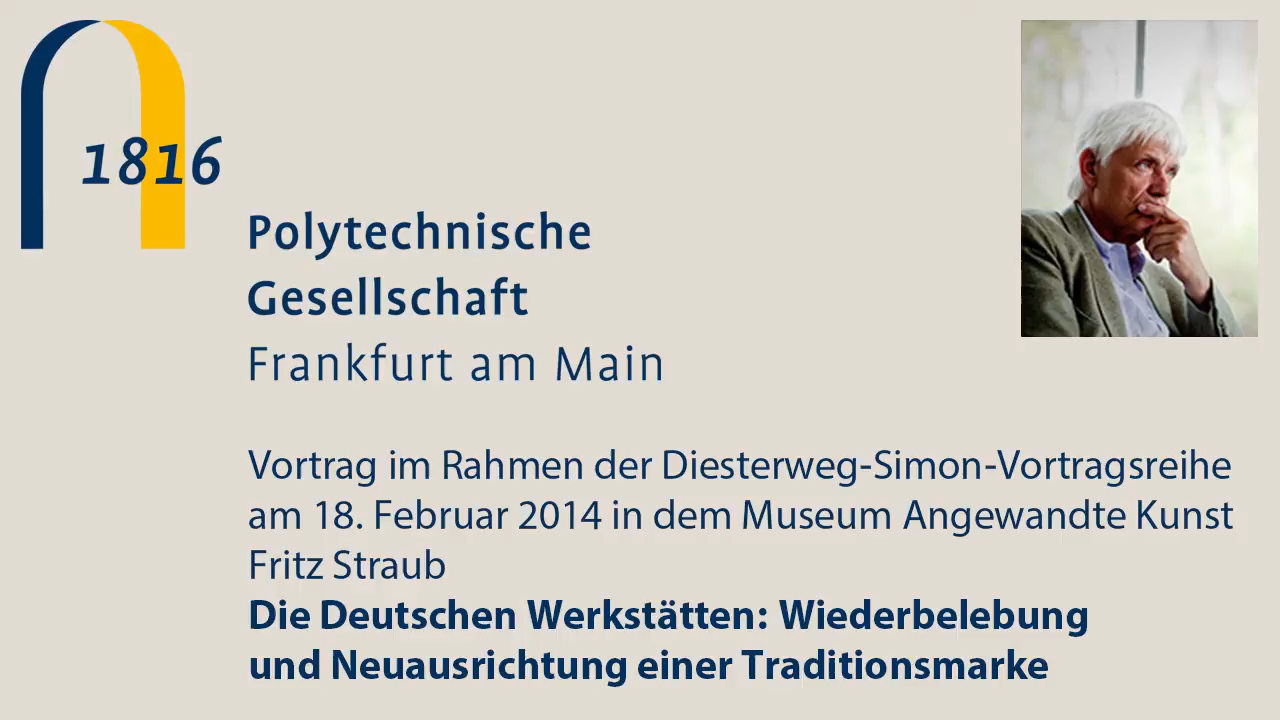 1816
Polytechnische
Gesellschaft
Frankfurt am Main
Vortrag im Rahmen der Diesterweg-Simon-Vortragsreihe
am 18. Februar 2014 in dem Museum Angewandte Kunst
Fritz Straub
Die Deutschen Werkstätten: Wiederbelebung
und Neuausrichtung einer Traditionsmarke